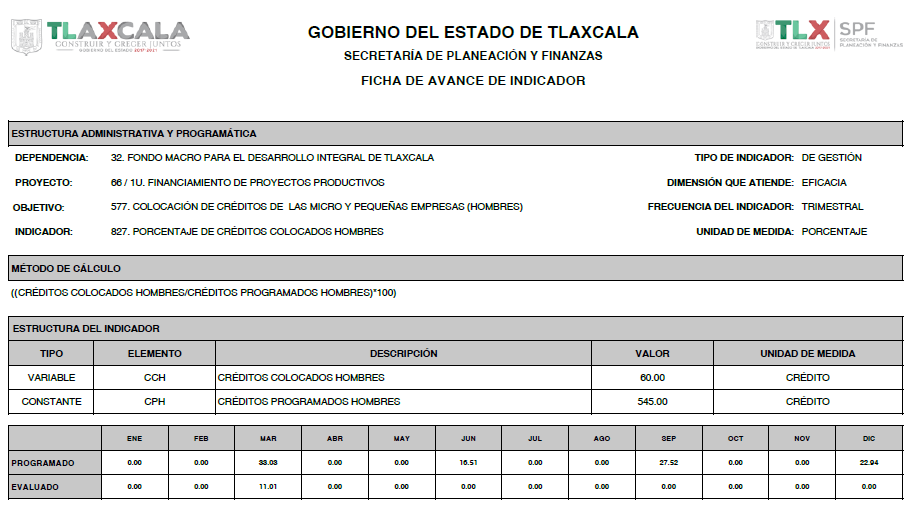 TLAXCALA
CONSTRUIR Y CRECER JUNTOS
GOBIERNO DEL ESTADO 2017-2021
GOBIERNO DEL ESTADO DE TLAXCALA
SECRETARÍA DE PLANEACIÓN Y FINANZAS
FICHA DE AVANCE DE INDICADOR
TLX
CONSTRUIR Y CRECER JUNTOS
SPF
SECRETARÍA DE
PLANEACIÓN Y FINANZAS
ESTRUCTURA ADMINISTRATIVA Y PROGRAMÁTICA
DEPENDENCIA: 32. FONDO MACRO PARA EL DESARROLLO INTEGRAL DE TLAXCALA TIPO DE INDICADOR: DE GESTIÓN
PROYECTO: 66 / 1U. FINANCIAMIENTO DE PROYECTOS PRODUCTIVOS DIMENSIÓN QUE ATIENDE: EFICACIA
OBJETIVO: 577. COLOCACIÓN DE CRÉDITOS DE LAS MICRO Y PEQUEÑAS EMPRESAS (HOMBRES) FRECUENCIA DEL INDICADOR: TRIMESTRAL
INDICADOR: 827. PORCENTAJE DE CRÉDITOS COLOCADOS HOMBRES UNIDAD DE MEDIDA: PORCENTAJE
MÉTODO DE CÁLCULO
((CRÉDITOS COLOCADOS HOMBRES/CRÉDITOS PROGRAMADOS HOMBRES)*100)
ESTRUCTURA DEL INDICADOR
TIPO ELEMENTO DESCRIPCIÓN VALOR UNIDAD DE MEDIDA
VARIABLE CCH CRÉDITOS COLOCADOS HOMBRES 60.00 CRÉDITO
CONSTANTE CPH CRÉDITOS PROGRAMADOS HOMBRES 545.00 CRÉDITO
ENE FEB MAR ABR MAY JUN JUL AGO SEP OCT NOV DIC
PROGRAMADO 0.00 0.00 33.03 0.00 0.00 16.51 0.00 0.00 27.52 0.00 0.00 22.94
EVALUADO 0.00 0.00 11.01 0.00 0.00 0.00 0.00 0.00 0.00 0.00 0.00 0.00